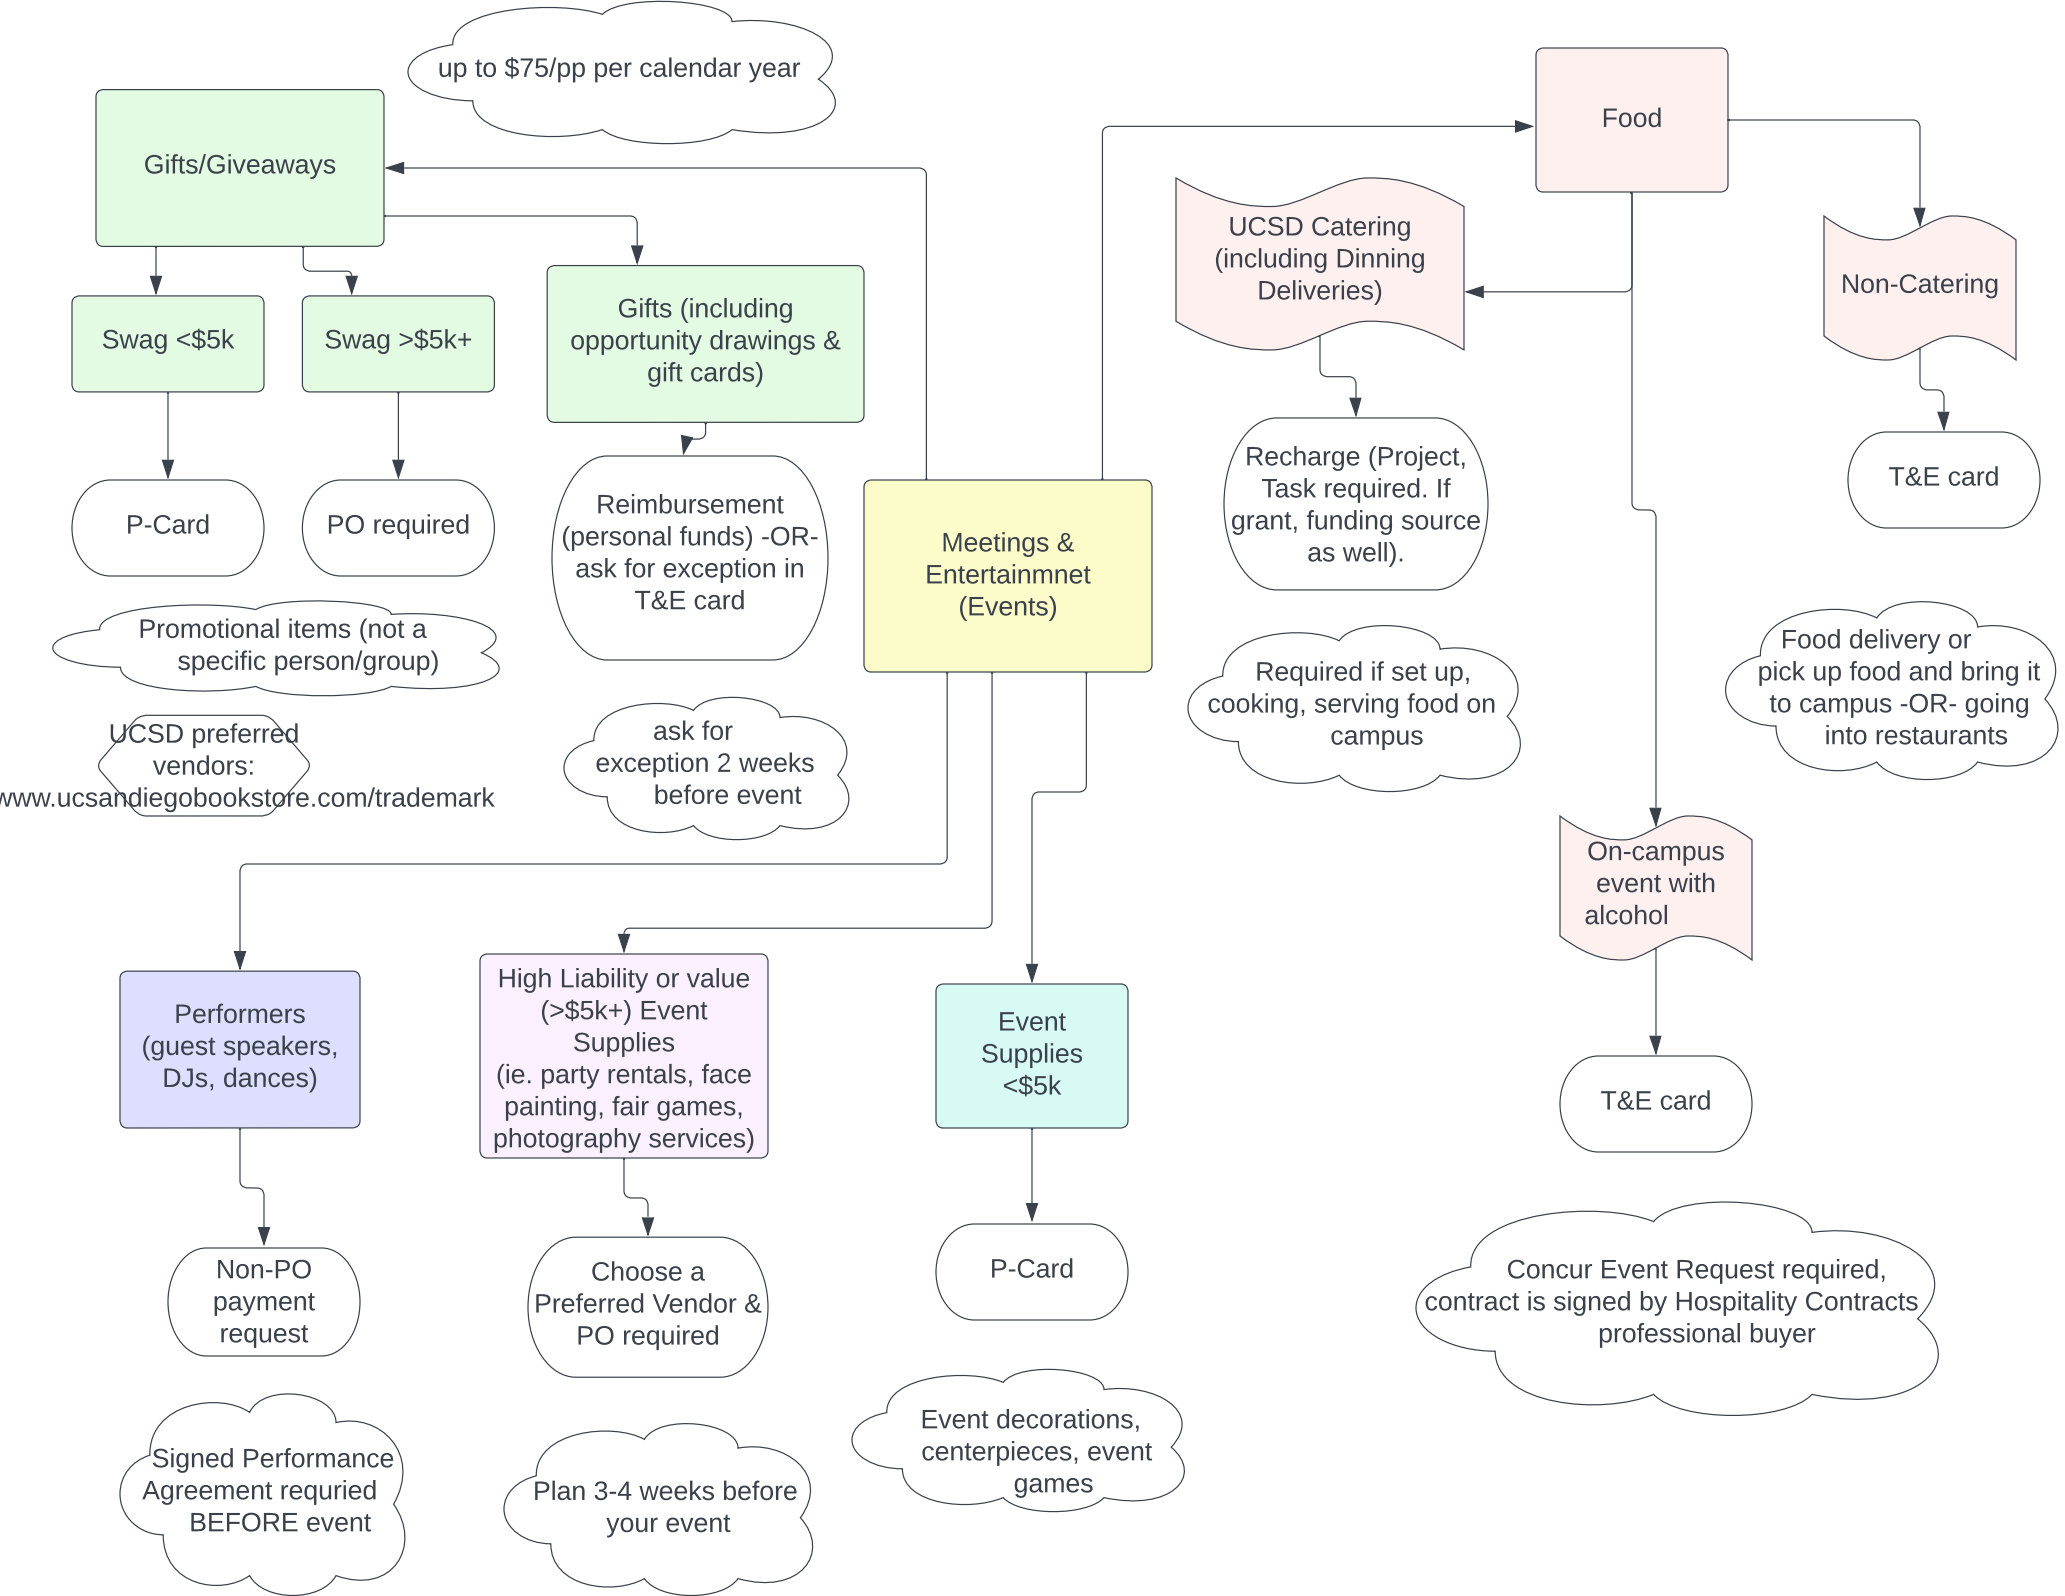 up to $75/pp per calendar year
Gifts/Giveaways
Swag <$5k
Swag >$5k+
Gifts (including
opportunity drawings &
gift cards)
P-Card
PO required
Reimbursement
(personal funds) -OR-
ask for exception in
T&E card
Promotional items (not a
specific person/group)
UCSD preferred
vendors:
www.ucsandiegobookstore.com/trademark
ask for
exception 2 weeks
before event
Meetings &
Entertainmnet
(Events)
Food
UCSD Catering
(including Dinning
Deliveries)
Non-Catering
Recharge (Project,
Task required. If
grant, funding source
as well).
T&E card
Required if set up,
cooking, serving food on
campus
Food delivery or
pick up food and bring it
to campus -OR- going
into restaurants
On-campus
event with
alcohol
T&E card
Concur Event Request required,
contract is signed by Hospitality Contracts
professional buyer
Performers
(guest speakers,
DJs, dances)
High Liability or value
(>$5k+) Event
Supplies
(ie. party rentals, face
painting, fair games,
photography services)
Event
Supplies
<$5k
Non-PO
payment
request
Choose a
Preferred Vendor &
PO required
P-Card
Signed Performance
Agreement requried
BEFORE event
Plan 3-4 weeks before
your event
Event decorations,
centerpieces, event
games